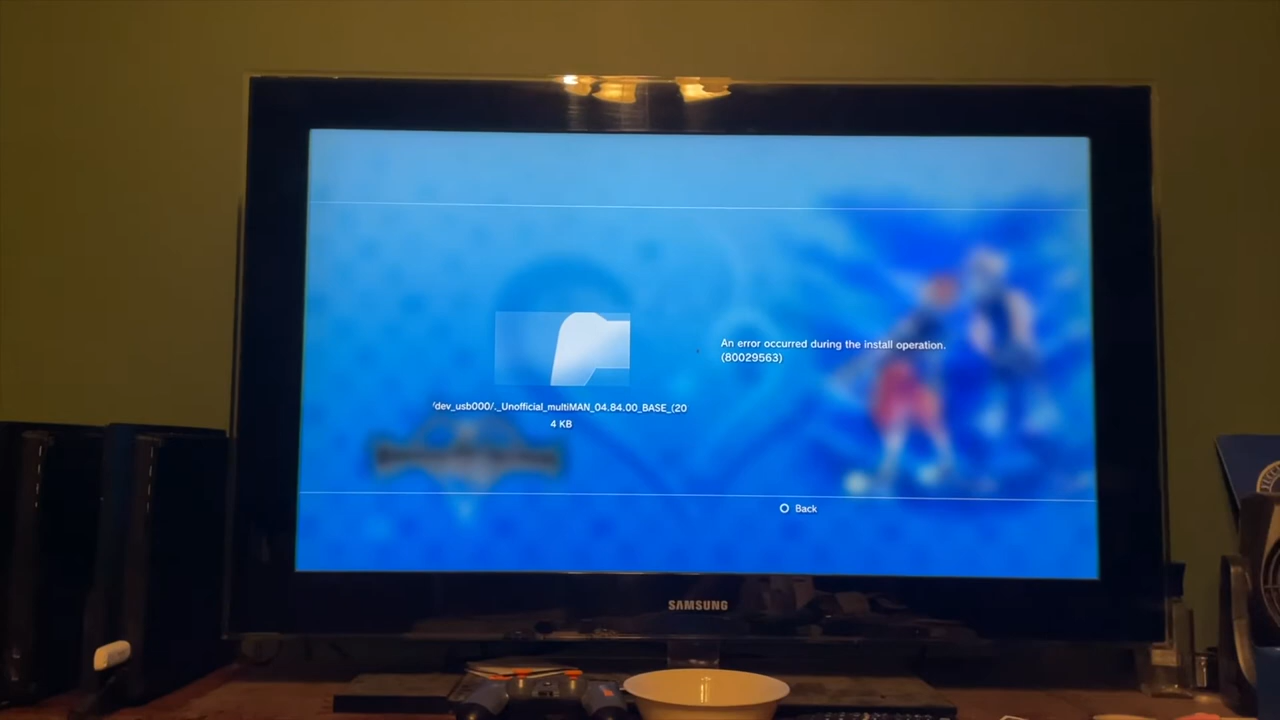 An error occurred during the install operation.
(80029563)
/dev_usb000/._Unofficial_multiMAN_04.84.00_BASE_(20
4 KB
Back
SAMSUNG